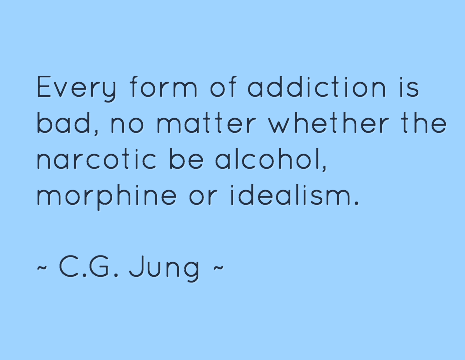 Every form of addiction is
bad, no matter whether the
narcotic be alcohol,
morphine or idealism.
~ C.G. Jung ~